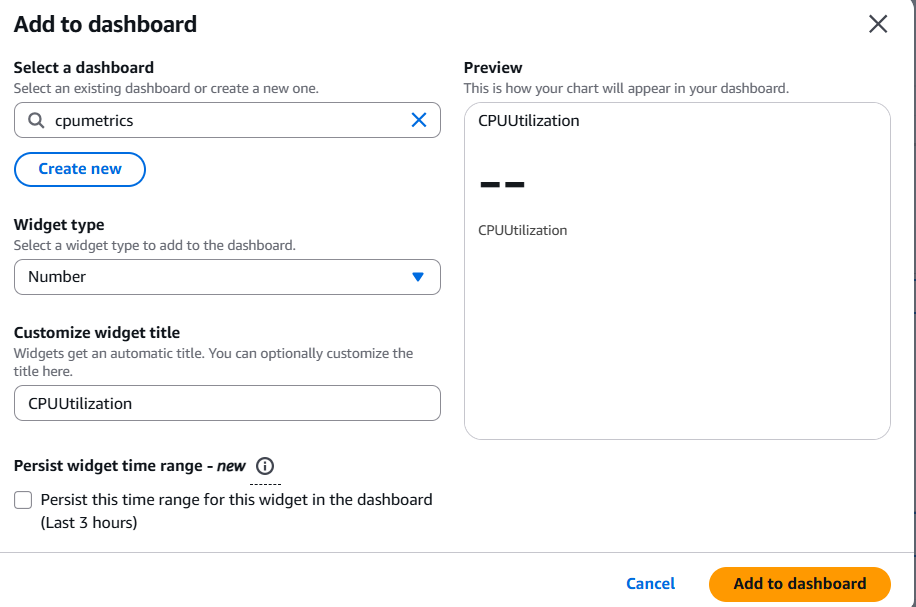 Add to dashboard
Select a dashboard
Select an existing dashboard or create a new one.
cpumetrics
Create new
Widget type
Select a widget type to add to the dashboard.
Number
Customize widget title
Widgets get an automatic title. You can optionally customize the
title here.
CPUUtilization
Persist widget time range - new
Persist this time range for this widget in the dashboard
(Last 3 hours)
Preview
This is how your chart will appear in your dashboard.
CPUUtilization
--
CPUUtilization
Cancel
Add to dashboard